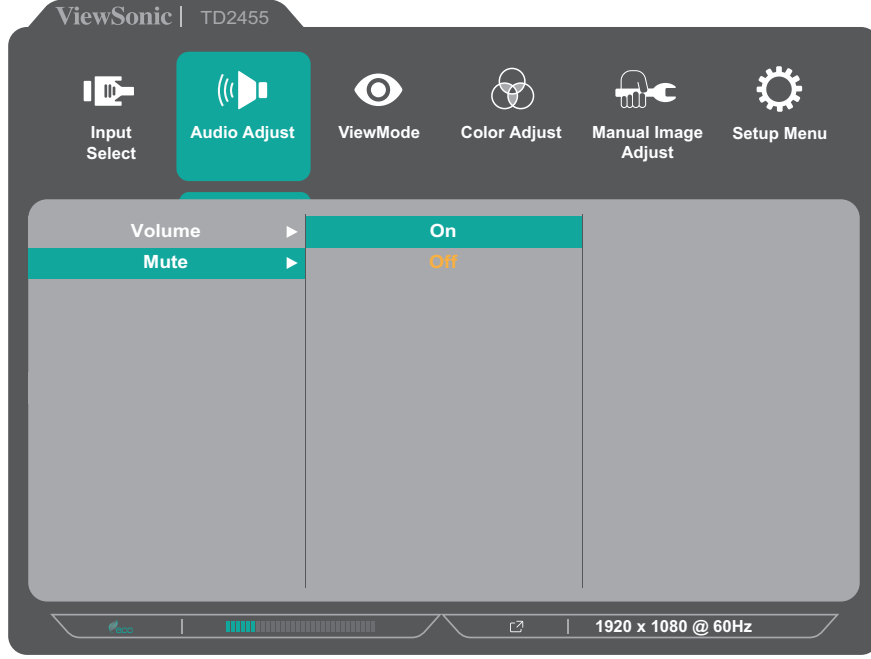 ViewSonic | TD2455
Input
Select
Audio Adjust
ViewMode
Color Adjust
Manual Image
Adjust
Setup Menu
Volume
On
Mute
Off
eco
1920 x 1080 @ 60Hz